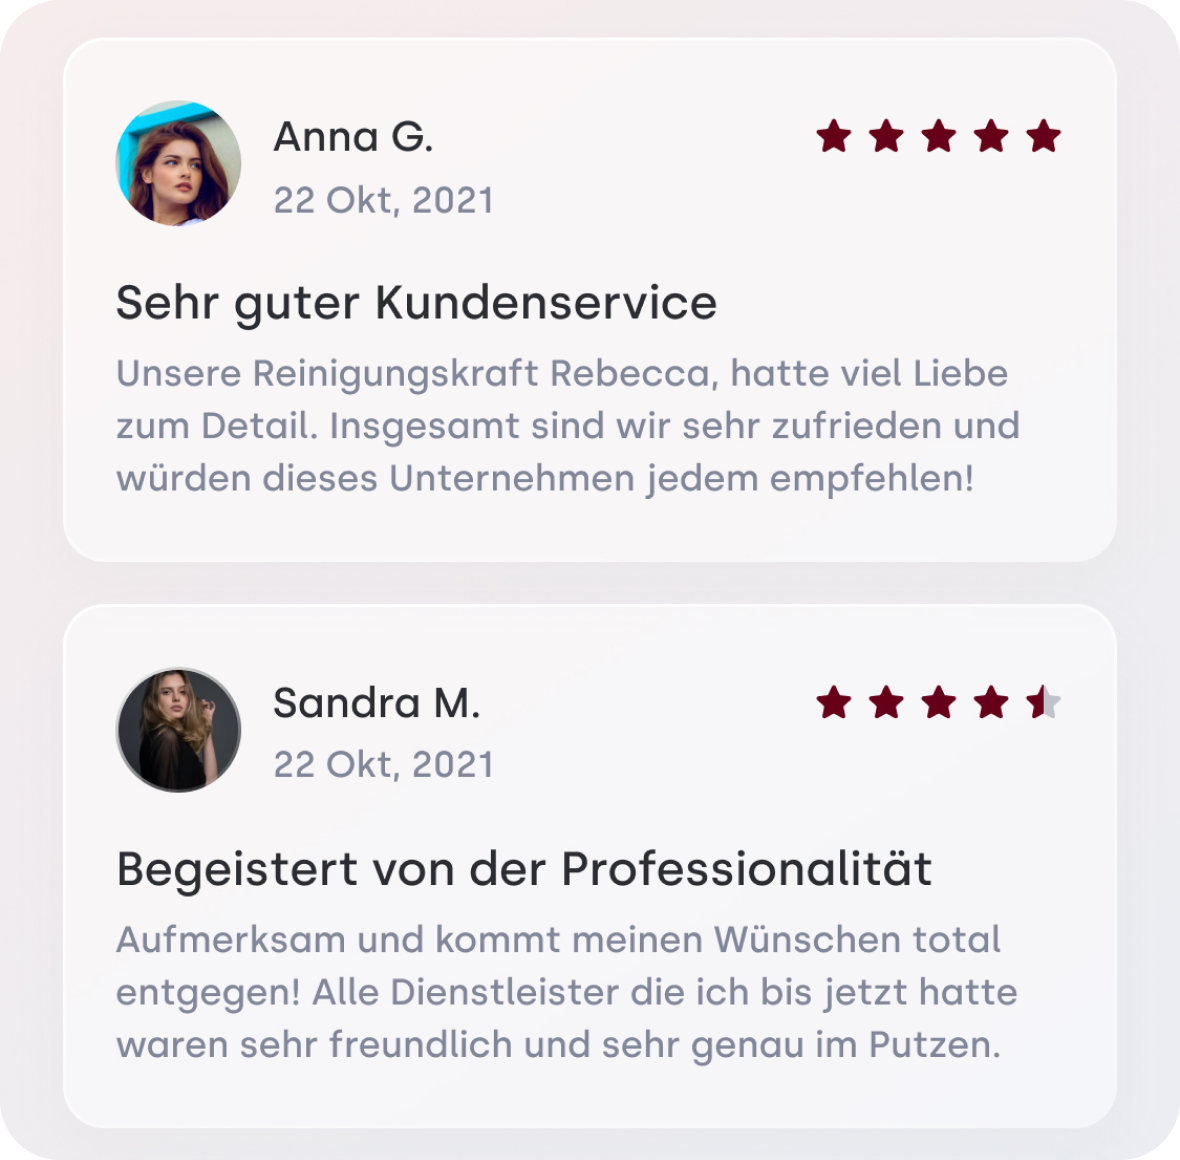 Anna G.
22 Okt, 2021
Sehr guter Kundenservice
Unsere Reinigungskraft Rebecca, hatte viel Liebe
zum Detail. Insgesamt sind wir sehr zufrieden und
würden dieses Unternehmen jedem empfehlen!
Sandra M.
22 Okt, 2021
Begeistert von der Professionalität
Aufmerksam und kommt meinen Wünschen total
entgegen! Alle Dienstleister die ich bis jetzt hatte
waren sehr freundlich und sehr genau im Putzen.